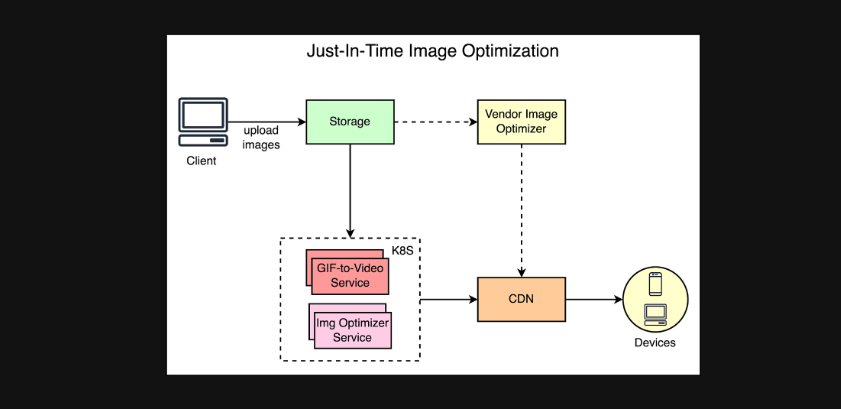 Just-In-Time Image Optimization
upload
images
Client
Storage
Vendor Image
Optimizer
K8S
GIF-to-Video
Service
Img Optimizer
Service
CDN
Devices